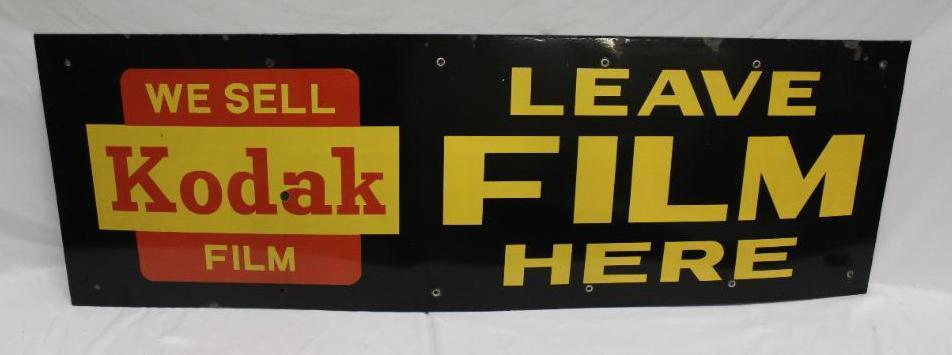 WE SELL
Kodak
FILM
LEAVE
FILM
HERE